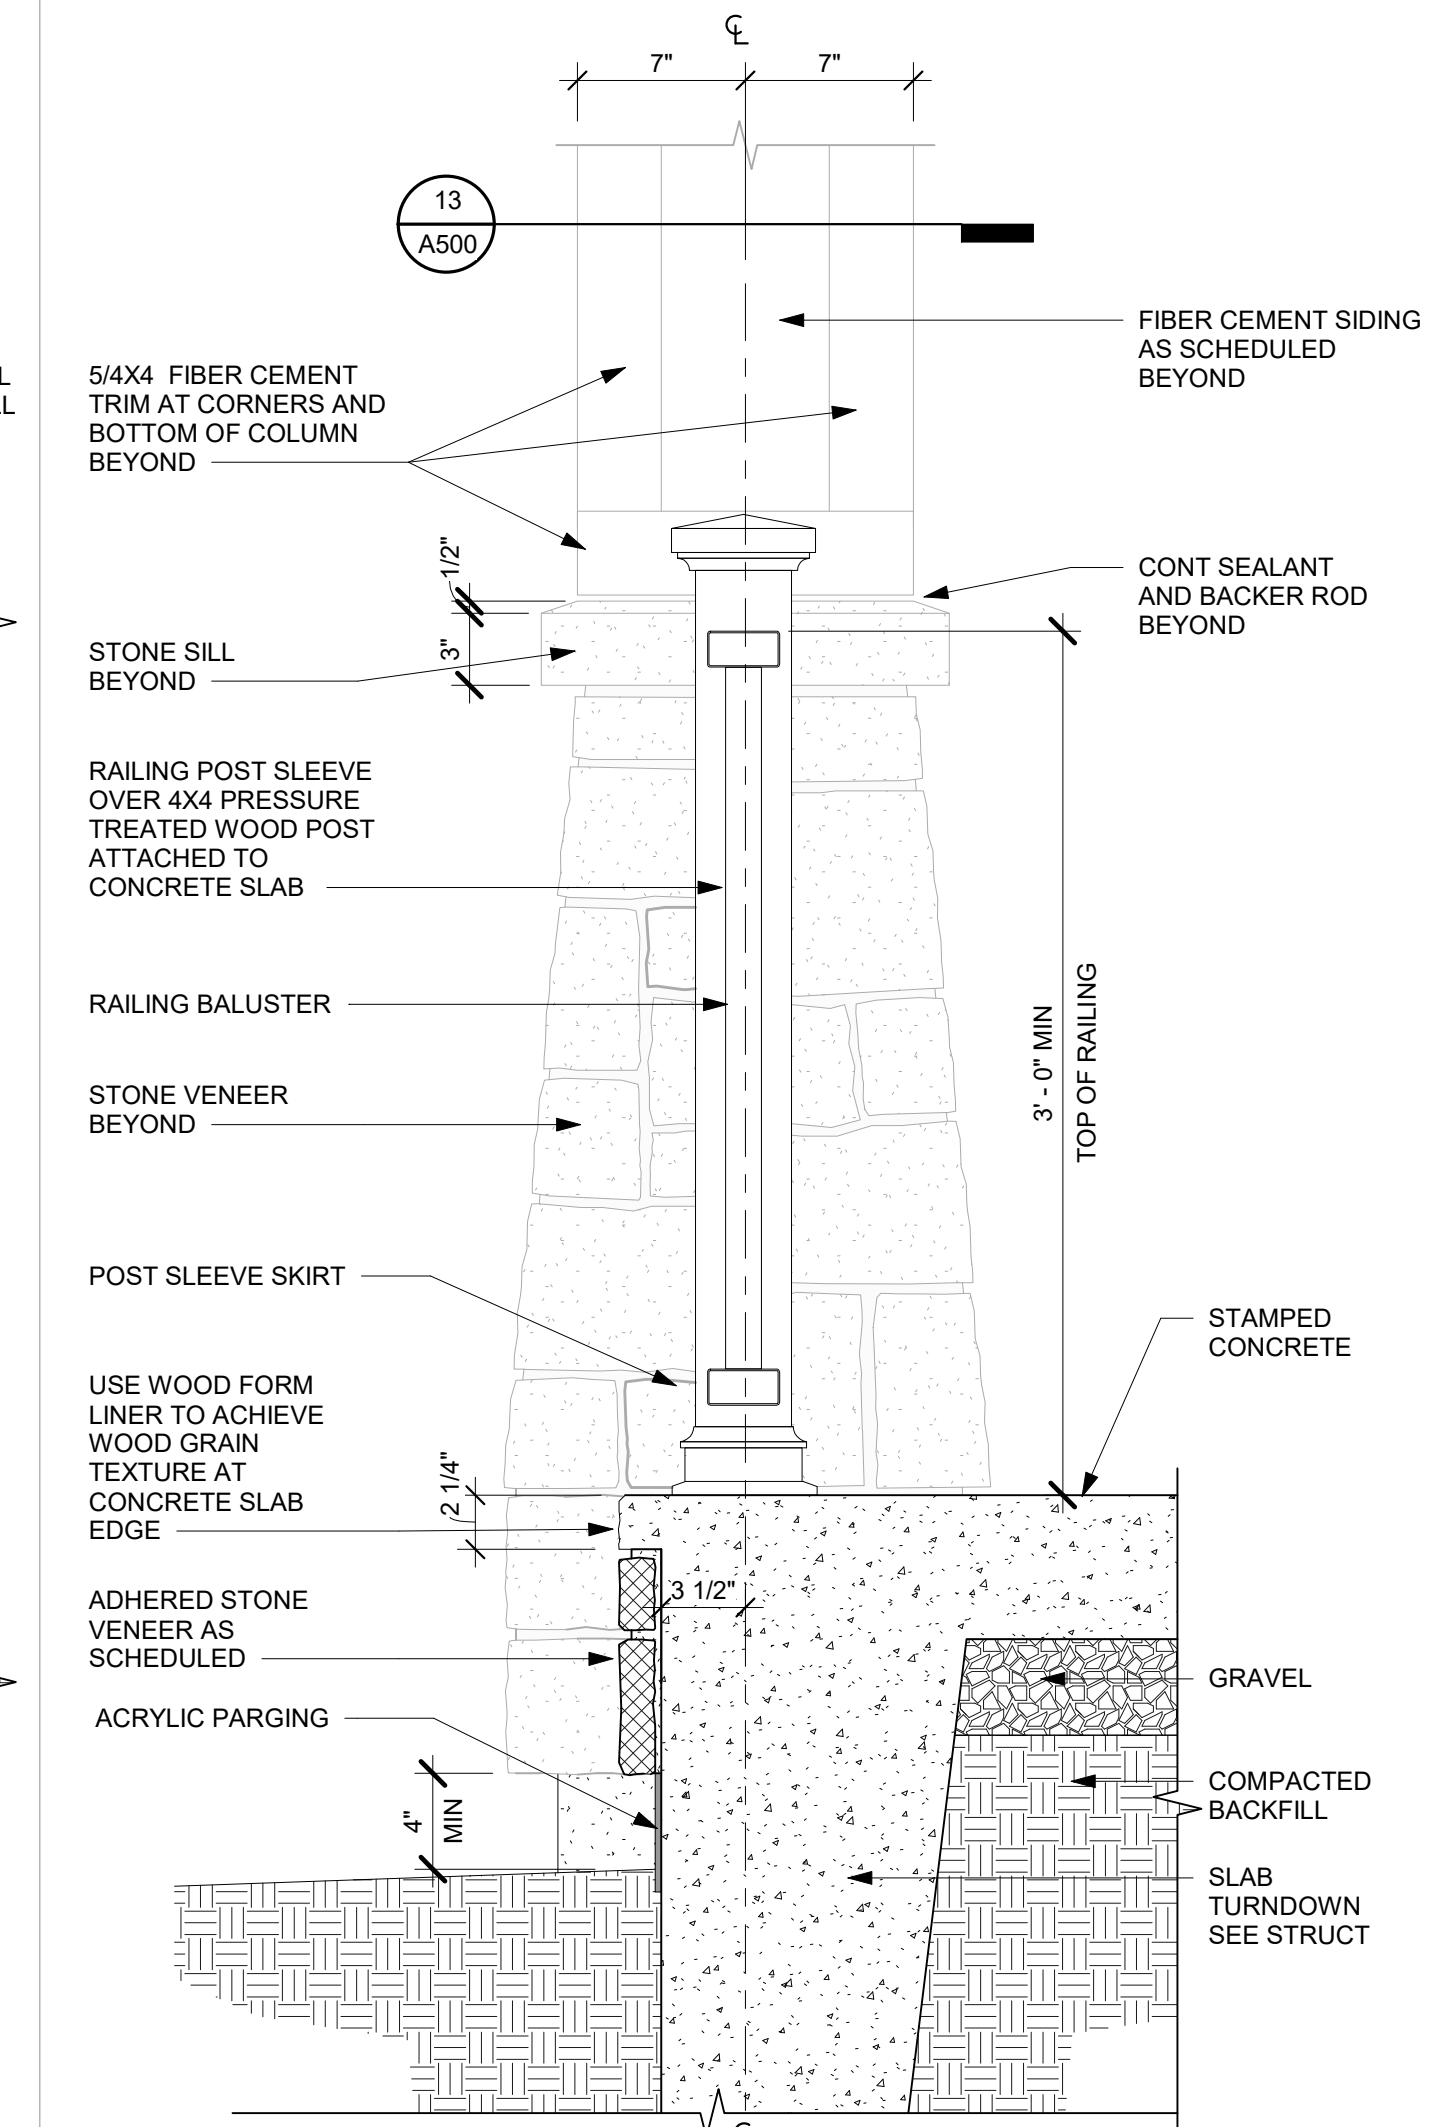 ℄
7"
7"
13
A500
FIBER CEMENT SIDING
AS SCHEDULED
BEYOND
5/4X4 FIBER CEMENT
TRIM AT CORNERS AND
BOTTOM OF COLUMN
BEYOND
1/2"
CONT SEALANT
AND BACKER ROD
BEYOND
3"
STONE SILL
BEYOND
RAILING POST SLEEVE
OVER 4X4 PRESSURE
TREATED WOOD POST
ATTACHED TO
CONCRETE SLAB
RAILING BALUSTER
3' - 0" MIN
TOP OF RAILING
STONE VENEER
BEYOND
POST SLEEVE SKIRT
STAMPED
CONCRETE
USE WOOD FORM
LINER TO ACHIEVE
WOOD GRAIN
TEXTURE AT
CONCRETE SLAB
EDGE
2 1/4"
3 1/2"
ADHERED STONE
VENEER AS
SCHEDULED
GRAVEL
ACRYLIC PARGING
COMPACTED
BACKFILL
4"
MIN
SLAB
TURNDOWN
SEE STRUCT